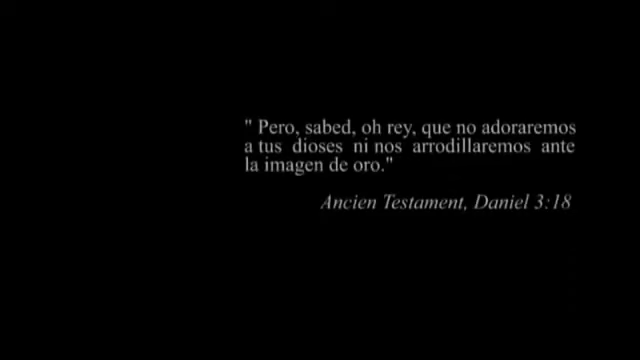 " Pero, sabed, oh rey, que no adoraremos
a tus dioses ni nos arrodillaremos ante
la imagen de oro."
Ancien Testament, Daniel 3:18